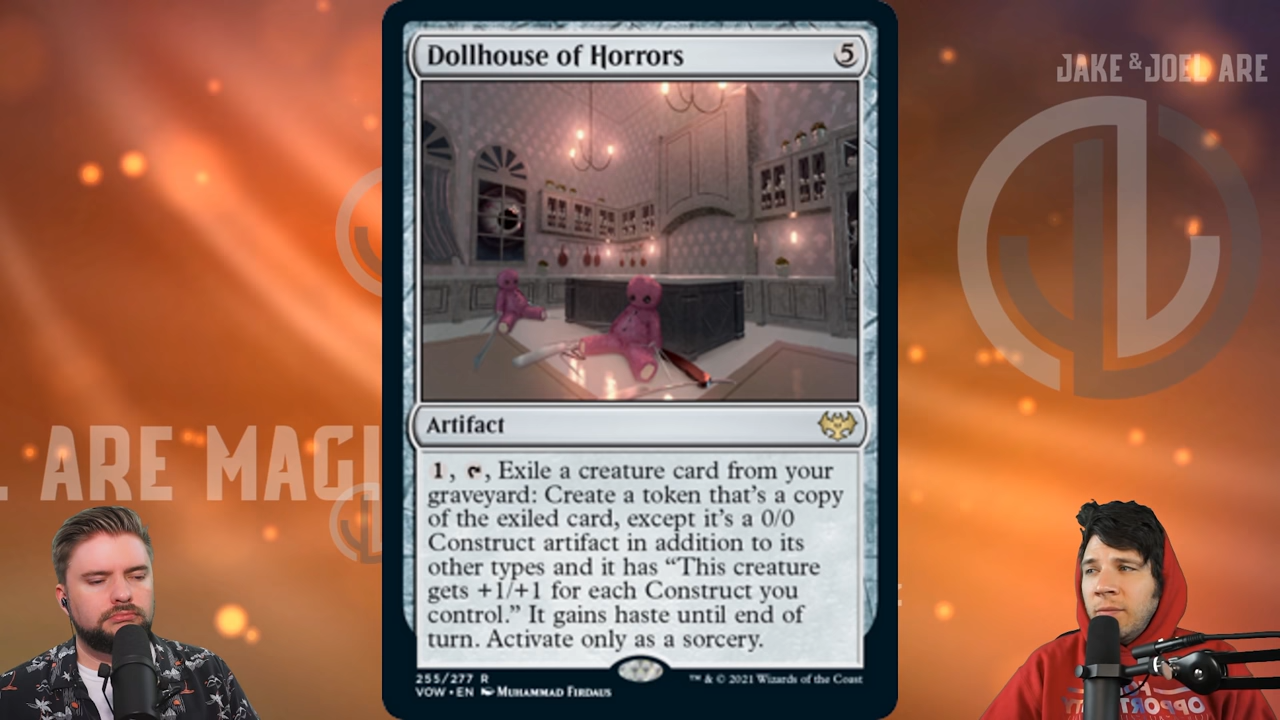 Dollhouse of Horrors 5
JAKE & JOEL ARE
Artifact
ARE MAGI
1, T, Exile a creature card from your
graveyard: Create a token that's a copy
of the exiled card, except it's a 0/0
Construct artifact in addition to its
other types and it has "This creature
gets +1/+1 for each Construct you
control." It gains haste until end of
turn. Activate only as a sorcery.
255/277 R
VOW • EN Muhammad Firdaus
™ & © 2021 Wizards of the Coast